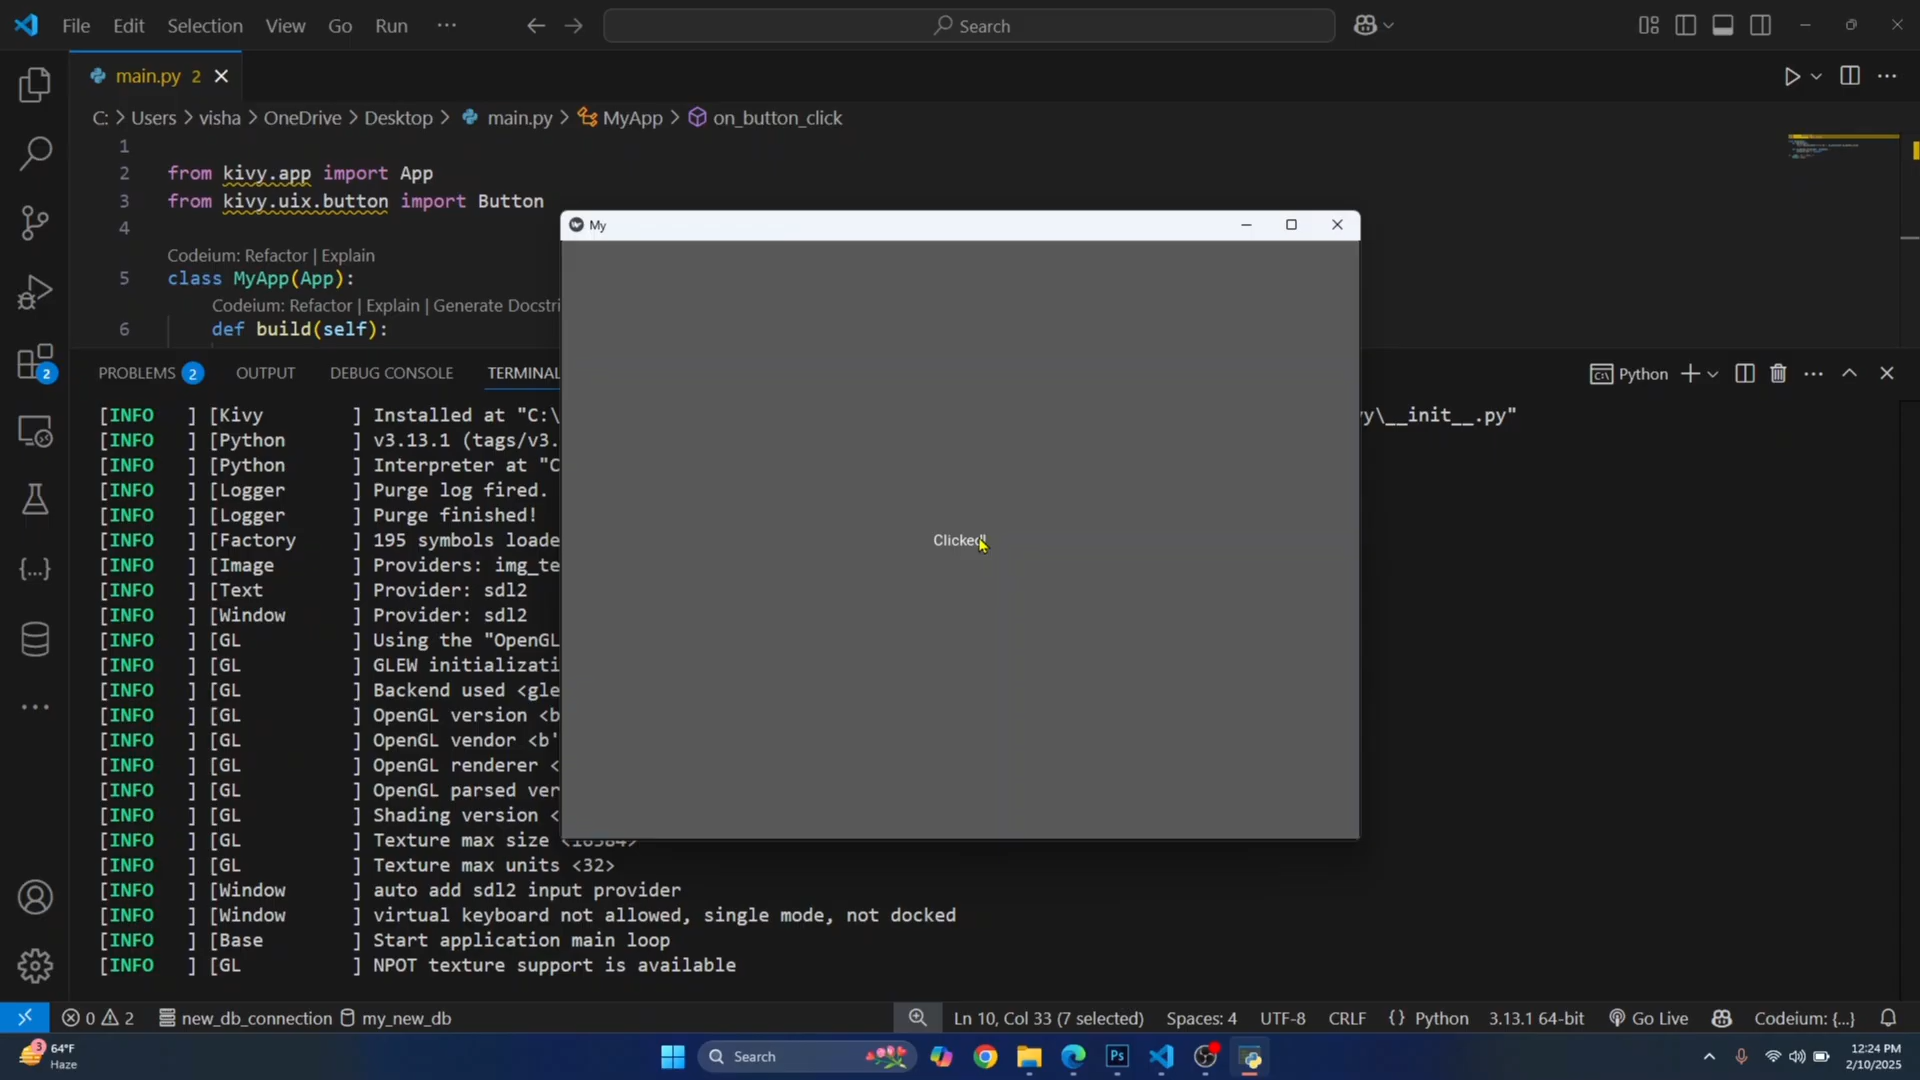 File Edit Selection View Go Run ··· Search
main.py 2
C: > Users > visha > OneDrive > Desktop > main.py > MyApp > on_button_click
1
2 from kivy.app import App
3 from kivy.uix.button import Button
4
Codeium: Refactor | Explain
5 class MyApp(App):
Codeium: Refactor | Explain | Generate Docstri
6 def build(self):
My
Clicked!
PROBLEMS 2 OUTPUT DEBUG CONSOLE TERMINAL Python
[INFO ] [Kivy ] Installed at "C:\ y\__init__.py"
[INFO ] [Python ] v3.13.1 (tags/v3.
[INFO ] [Python ] Interpreter at "C
[INFO ] [Logger ] Purge log fired.
[INFO ] [Logger ] Purge finished!
[INFO ] [Factory ] 195 symbols loade
[INFO ] [Image ] Providers: img_te
[INFO ] [Text ] Provider: sdl2
[INFO ] [Window ] Provider: sdl2
[INFO ] [GL ] Using the "OpenGL
[INFO ] [GL ] GLEW initializati
[INFO ] [GL ] Backend used <gle
[INFO ] [GL ] OpenGL version <b
[INFO ] [GL ] OpenGL vendor <b'
[INFO ] [GL ] OpenGL renderer <
[INFO ] [GL ] OpenGL parsed ver
[INFO ] [GL ] Shading version <
[INFO ] [GL ] Texture max size <16384>
[INFO ] [GL ] Texture max units <32>
[INFO ] [Window ] auto add sdl2 input provider
[INFO ] [Window ] virtual keyboard not allowed, single mode, not docked
[INFO ] [Base ] Start application main loop
[INFO ] [GL ] NPOT texture support is available
0 2 new_db_connection my_new_db Ln 10, Col 33 (7 selected) Spaces: 4 UTF-8 CRLF {} Python 3.13.1 64-bit Go Live Codeium: {...}
3 64°F
Haze
Search
Ps
12:24 PM
2/10/2025